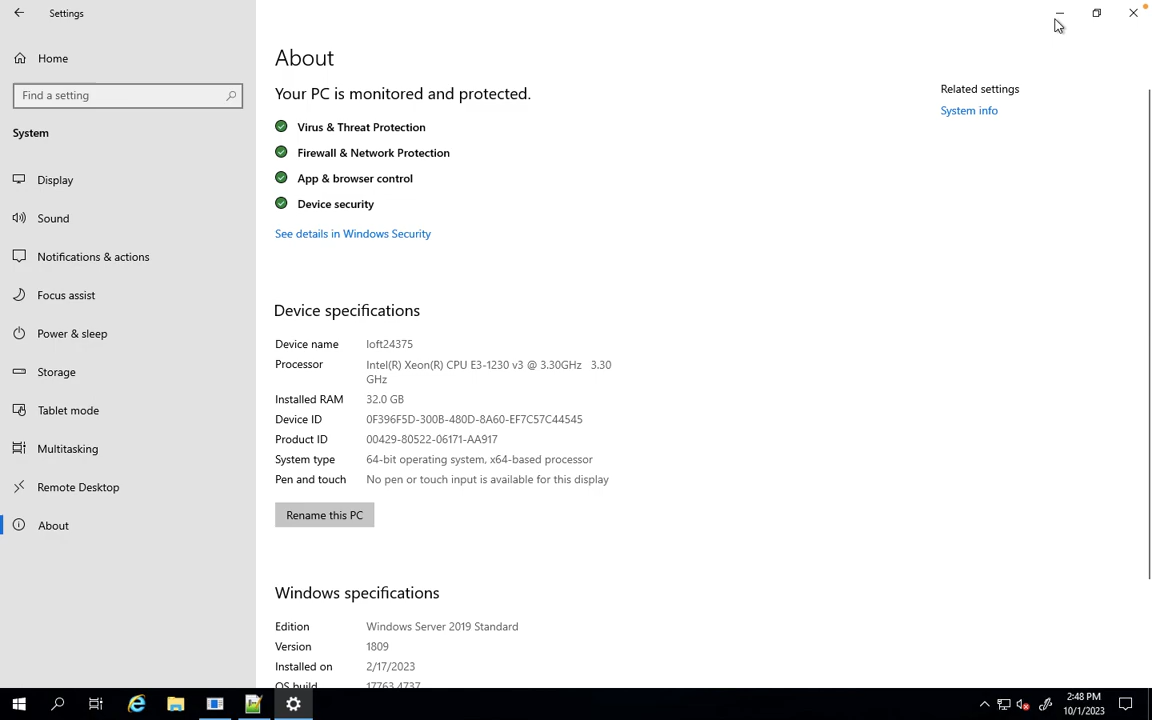 Settings
Home
Find a setting
System
Display
Sound
Notifications & actions
Focus assist
Power & sleep
Storage
Tablet mode
Multitasking
Remote Desktop
About
About
Your PC is monitored and protected.
Virus & Threat Protection
Firewall & Network Protection
App & browser control
Device security
See details in Windows Security
Device specifications
Device name loft24375
Processor Intel(R) Xeon(R) CPU E3-1230 v3 @ 3.30GHz 3.30
GHz
Installed RAM 32.0 GB
Device ID 0F396F5D-300B-480D-8A60-EF7C57C44545
Product ID 00429-80522-06171-AA917
System type 64-bit operating system, x64-based processor
Pen and touch No pen or touch input is available for this display
Rename this PC
Windows specifications
Edition Windows Server 2019 Standard
Version 1809
Installed on 2/17/2023
OS build 17763.4737
Related settings
System info
2:48 PM
10/1/2023